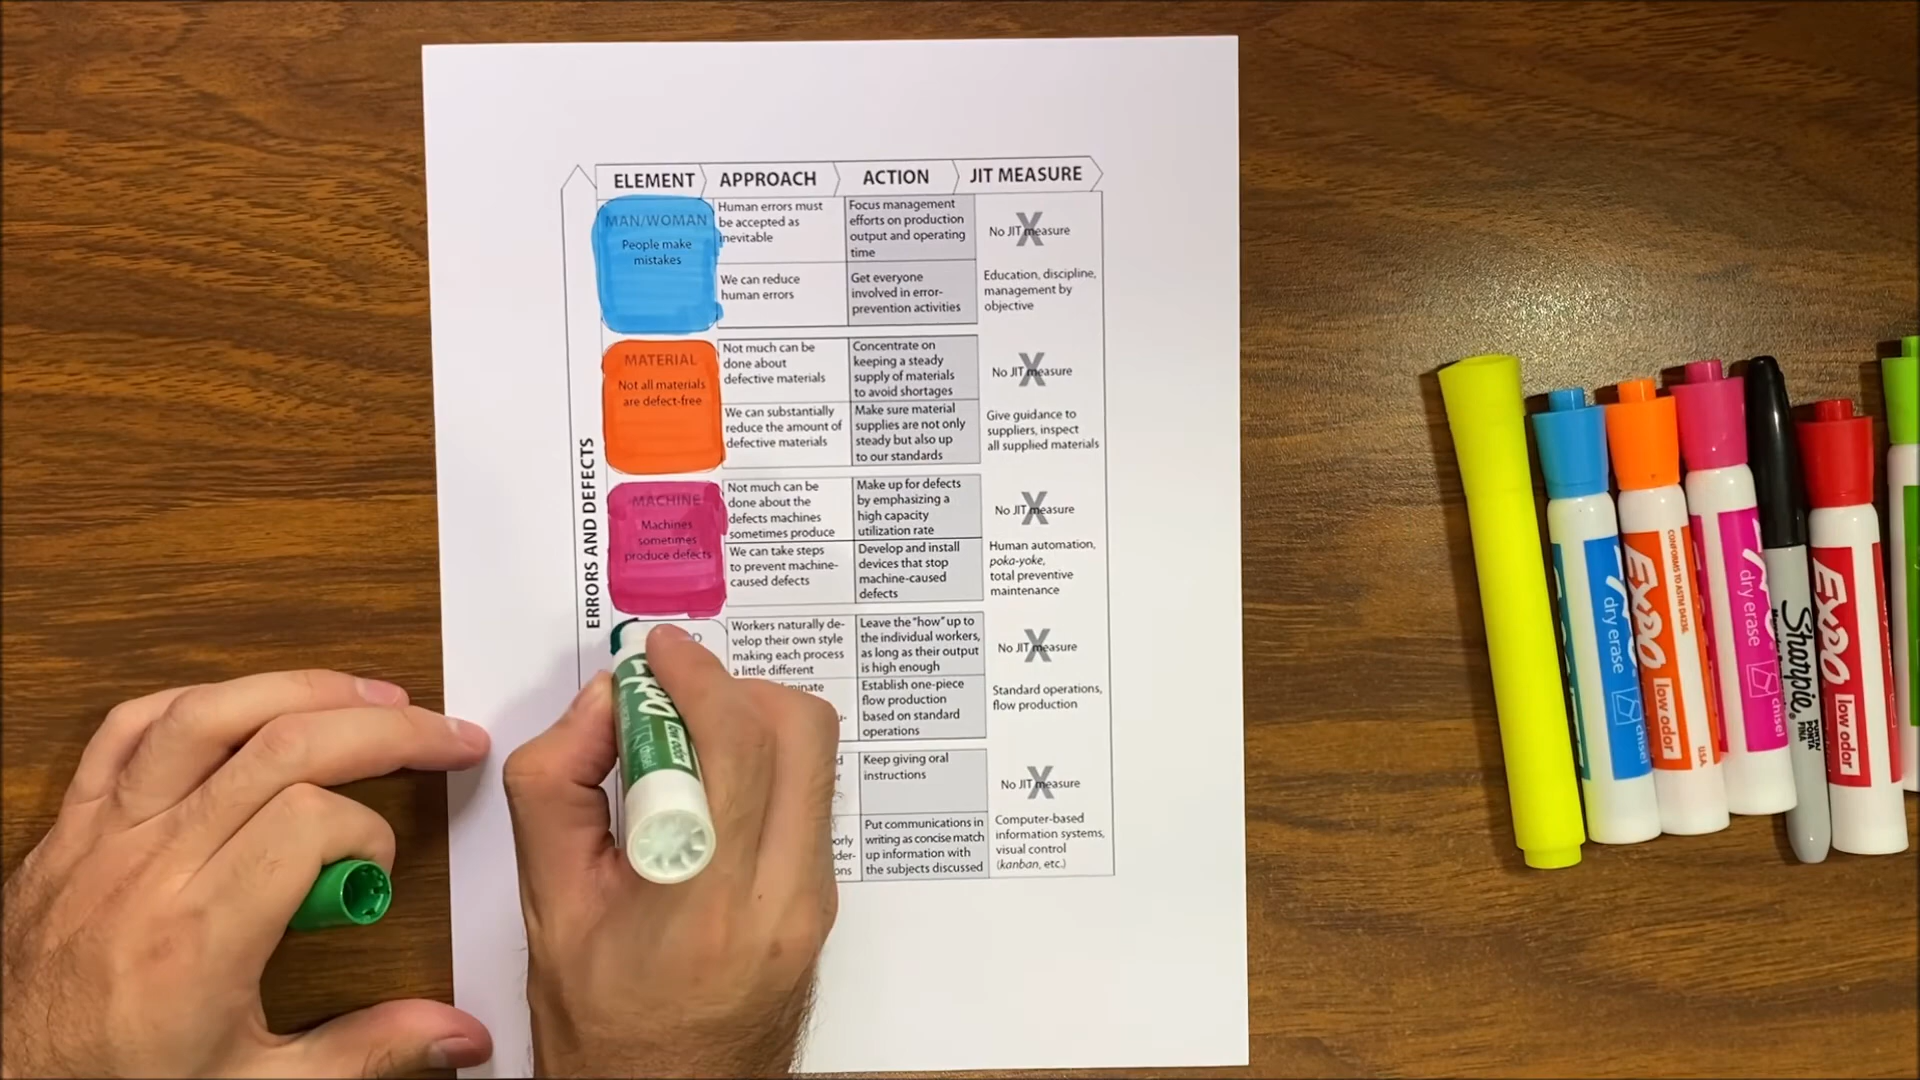 ELEMENT APPROACH ACTION JIT MEASURE
ERRORS AND DEFECTS
MAN/WOMAN
People make
mistakes
Human errors must
be accepted as
inevitable
Focus management
efforts on production
output and operating
time
No JIT measure
X
We can reduce
human errors
Get everyone
involved in error-
prevention activities
Education, discipline,
management by
objective
MATERIAL
Not all materials
are defect-free
Not much can be
done about
defective materials
Concentrate on
keeping a steady
supply of materials
to avoid shortages
No JIT measure
X
We can substantially
reduce the amount of
defective materials
Make sure material
supplies are not only
steady but also up
to our standards
Give guidance to
suppliers, inspect
all supplied materials
MACHINE
Machines
sometimes
produce defects
Not much can be
done about the
defects machines
sometimes produce
Make up for defects
by emphasizing a
high capacity
utilization rate
No JIT measure
X
We can take steps
to prevent machine-
caused defects
Develop and install
devices that stop
machine-caused
defects
Human automation,
poka-yoke,
total preventive
maintenance
Workers naturally de-
velop their own style
making each process
a little different
Leave the "how" up to
the individual workers,
as long as their output
is high enough
No JIT measure
X
Establish one-piece
flow production
based on standard
operations
Standard operations,
flow production
Keep giving oral
instructions
No JIT measure
X
Put communications in
writing as concise match
up information with
the subjects discussed
Computer-based
information systems,
visual control
(kanban, etc.)
EXPO
low odor
chisel
dry erase
chisel
EXPO
low odor
CONFORMS TO ASTM D4236
U.S.A.
dry erase
chisel
Sharpie
EXPO
low odor